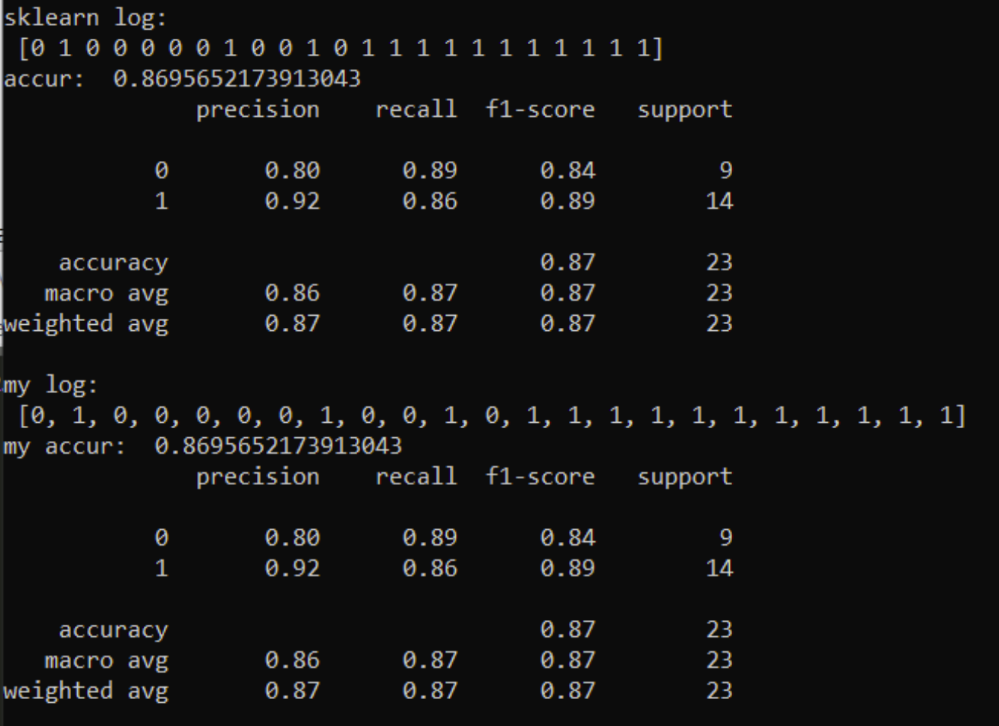 sklearn log:
[0 1 0 0 0 0 0 1 0 0 1 0 1 1 1 1 1 1 1 1 1 1 1]
accur:  0.8695652173913043
precision recall f1-score support
0 0.80 0.89 0.84 9
1 0.92 0.86 0.89 14
accuracy 0.87 23
macro avg 0.86 0.87 0.87 23
weighted avg 0.87 0.87 0.87 23
my log:
[0, 1, 0, 0, 0, 0, 0, 1, 0, 0, 1, 0, 1, 1, 1, 1, 1, 1, 1, 1, 1, 1, 1]
my accur:  0.8695652173913043
precision recall f1-score support
0 0.80 0.89 0.84 9
1 0.92 0.86 0.89 14
accuracy 0.87 23
macro avg 0.86 0.87 0.87 23
weighted avg 0.87 0.87 0.87 23